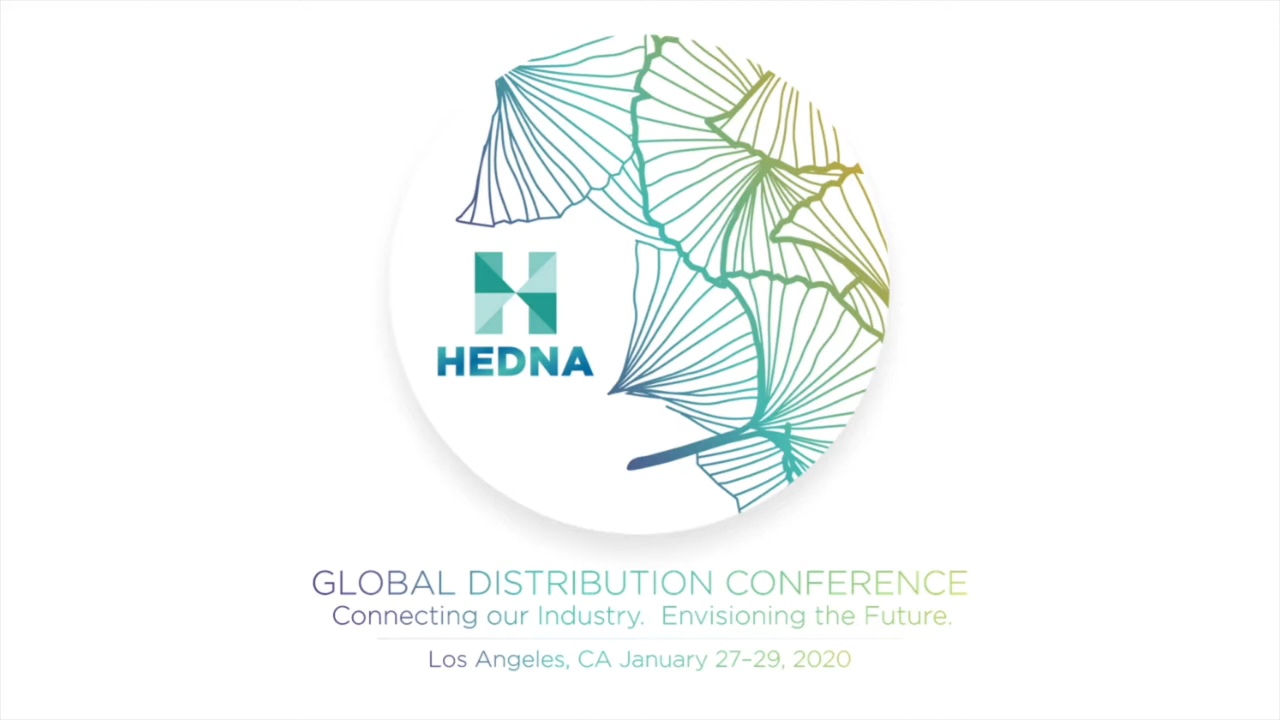 HEDNA
GLOBAL DISTRIBUTION CONFERENCE
Connecting our Industry.  Envisioning the Future.
Los Angeles, CA January 27–29, 2020